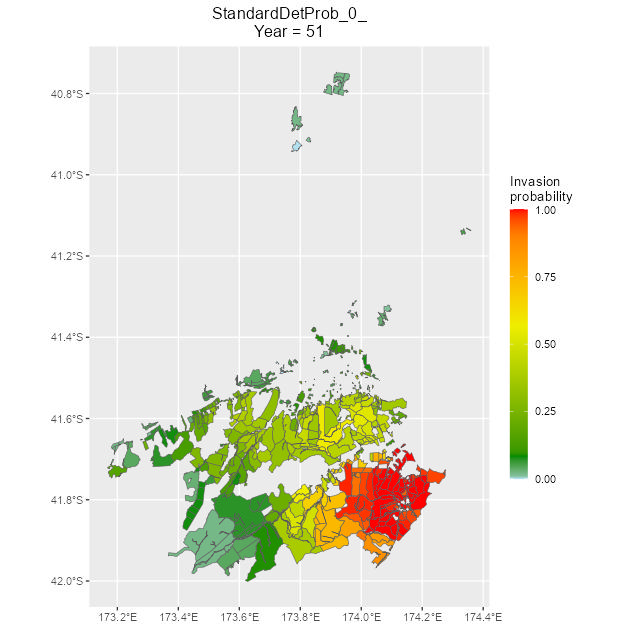 StandardDetProb_0_
Year = 51
40.8°S
41.0°S
41.2°S
41.4°S
41.6°S
41.8°S
42.0°S
173.2°E
173.4°E
173.6°E
173.8°E
174.0°E
174.2°E
174.4°E
Invasion
probability
1.00
0.75
0.50
0.25
0.00